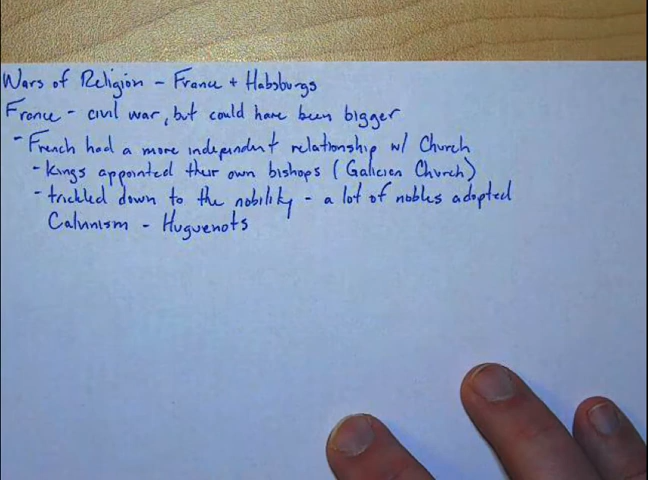 Wars of Religion - France + Habsburgs
France - civil war, but could have been bigger
- French had a more independent relationship w/ Church
- Kings appointed their own bishops (Galician Church)
- trickled down to the nobility - a lot of nobles adopted
Calvinism - Huguenots